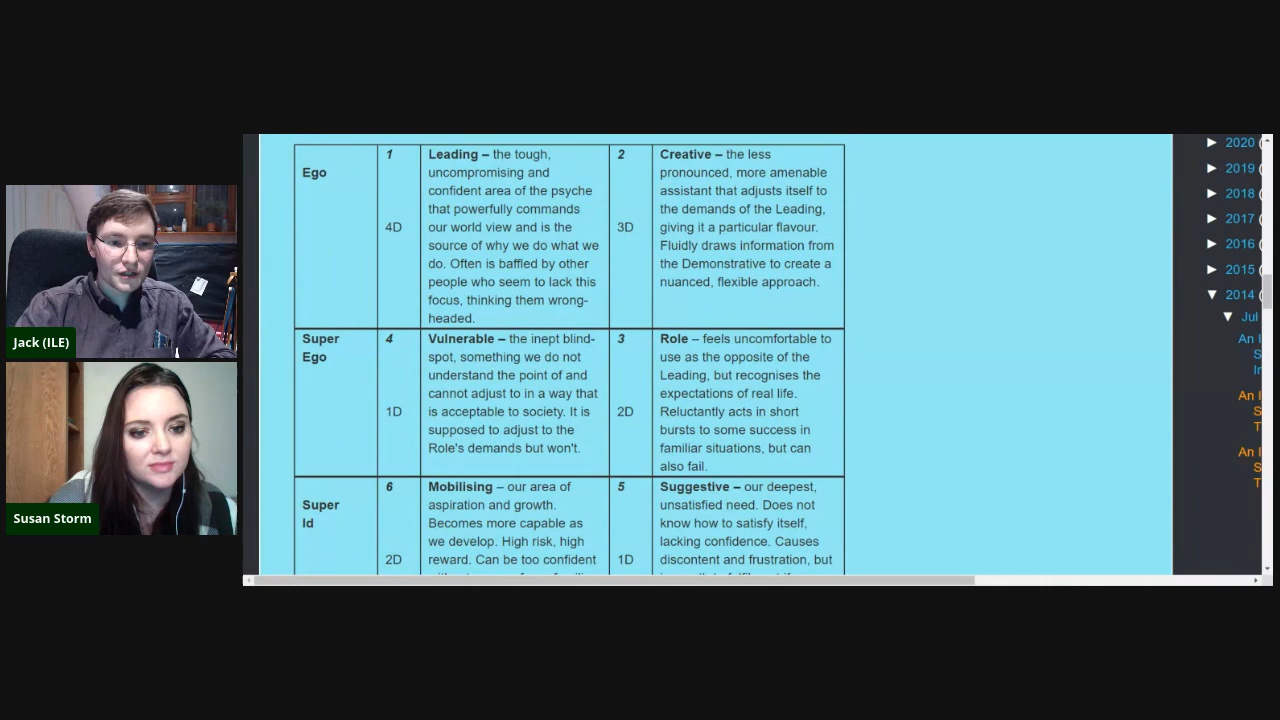 Jack (ILE)
Susan Storm
Ego
1
4D
Leading – the tough,
uncompromising and
confident area of the psyche
that powerfully commands
our world view and is the
source of why we do what we
do. Often is baffled by other
people who seem to lack this
focus, thinking them wrong-
headed.
2
3D
Creative – the less
pronounced, more amenable
assistant that adjusts itself to
the demands of the Leading,
giving it a particular flavour.
Fluidly draws information from
the Demonstrative to create a
nuanced, flexible approach.
Super
Ego
4
1D
Vulnerable – the inept blind-
spot, something we do not
understand the point of and
cannot adjust to in a way that
is acceptable to society. It is
supposed to adjust to the
Role's demands but won't.
3
2D
Role – feels uncomfortable to
use as the opposite of the
Leading, but recognises the
expectations of real life.
Reluctantly acts in short
bursts to some success in
familiar situations, but can
also fail.
Super
Id
6
2D
Mobilising – our area of
aspiration and growth.
Becomes more capable as
we develop. High risk, high
reward. Can be too confident
5
1D
Suggestive – our deepest,
unsatisfied need. Does not
know how to satisfy itself,
lacking confidence. Causes
discontent and frustration, but
► 2020 (
► 2019 (
► 2018 (
► 2017 (
► 2016 (
► 2015 (
▼ 2014 (
▼ Jul
An I
S
In
An I
S
T
An I
S
T